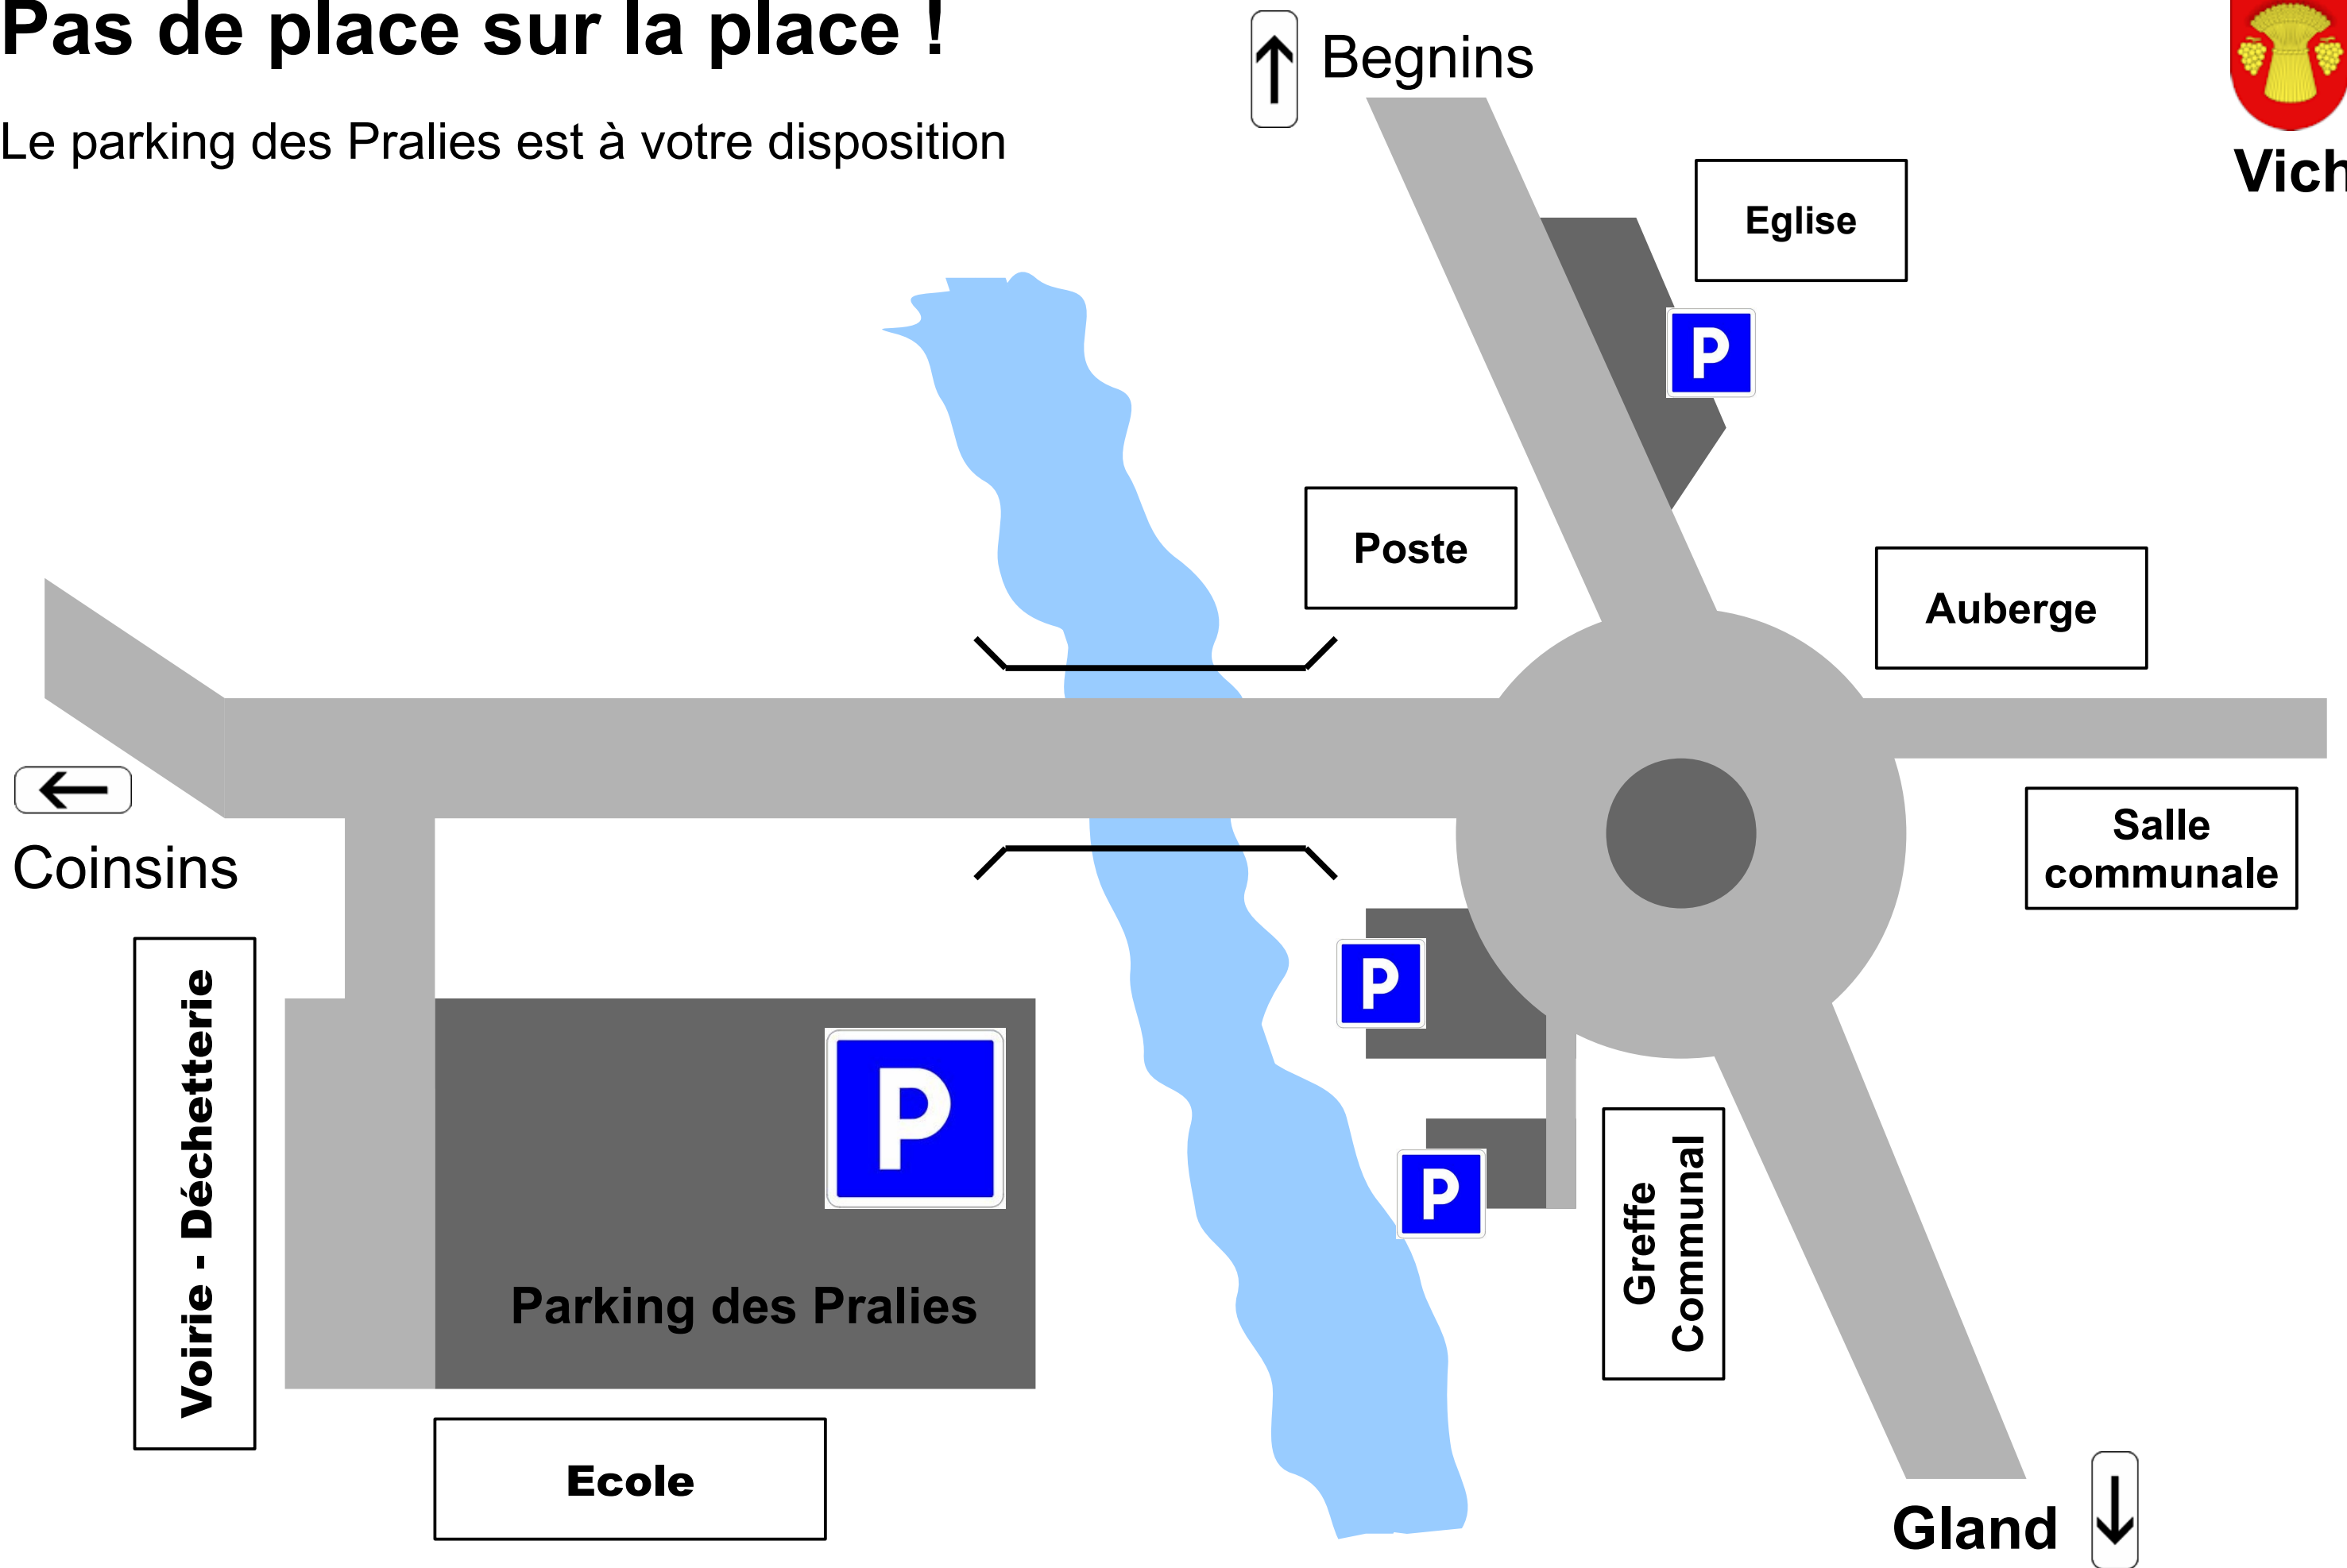 Pas de place sur la place !
Le parking des Pralies est à votre disposition
Begnins
Vich
Eglise
P
Poste
Auberge
Coinsins
Salle
communale
P
P
P
Parking des Pralies
Voirie - Déchetterie
Greffe
Communal
Ecole
Gland